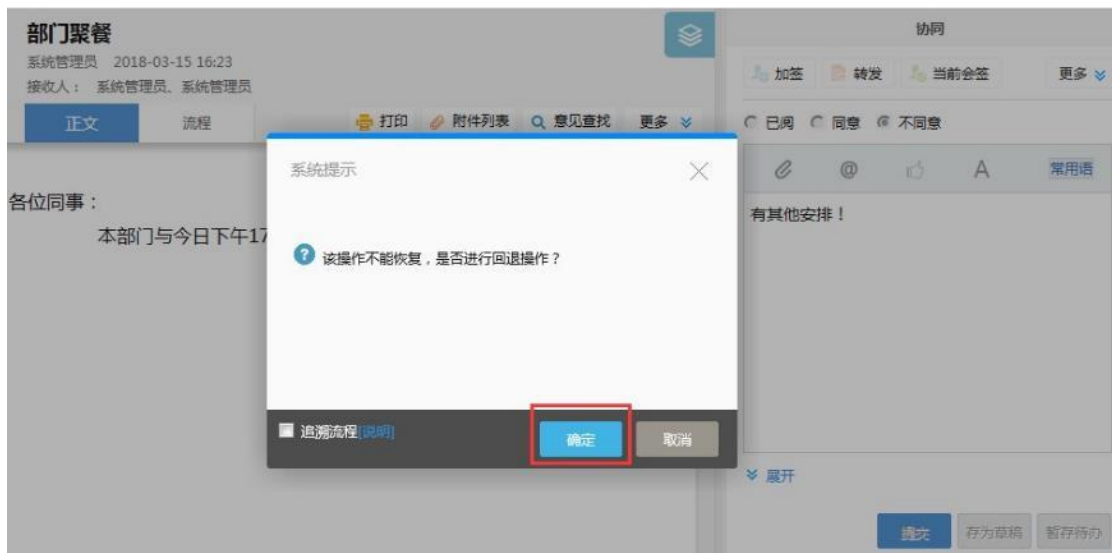 部门聚餐
系统管理员 2018-03-15 16:23
接收人： 系统管理员、系统管理员
正文 流程 打印 附件列表 意见查找 更多
各位同事：
本部门与今日下午17
系统提示
该操作不能恢复，是否进行回退操作？
追溯流程[说明] 确定 取消
协同
加签 转发 当前会签 更多
已阅 同意 不同意
@ A 常用语
有其他安排！
展开
提交 存为草稿 暂存待办